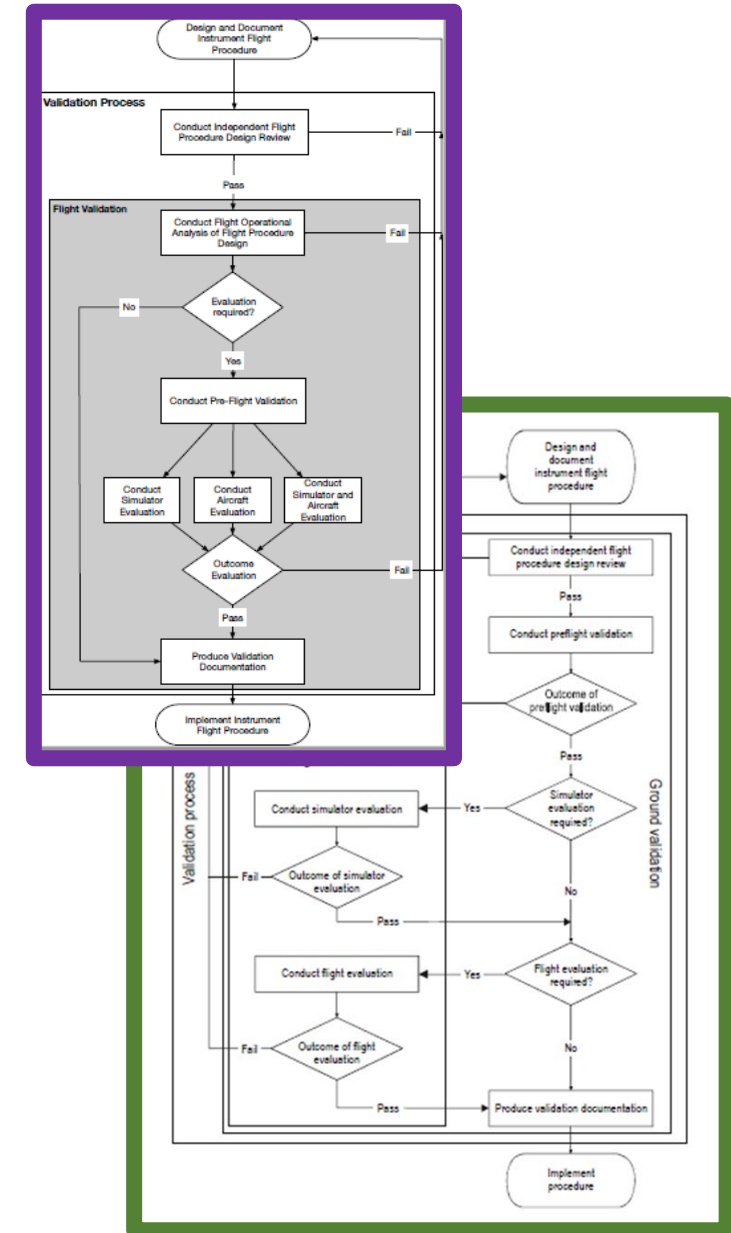 Design and Document
Instrument Flight
Procedure
Validation Process
Conduct Independent Flight
Procedure Design Review
Fail
Pass
Flight Validation
Conduct Flight Operational
Analysis of Flight Procedure
Design
Fail
Evaluation
required?
No
Yes
Conduct Pre-Flight Validation
Conduct
Simulator
Evaluation
Conduct
Aircraft
Evaluation
Conduct
Simulator and
Aircraft
Evaluation
Outcome
Evaluation
Fail
Pass
Produce Validation
Documentation
Implement Instrument
Flight Procedure
Design and
document
instrument flight
procedure
Conduct independent flight
procedure design review
Pass
Conduct preflight validation
Outcome of
preflight validation
Pass
Simulator
evaluation
required?
Yes
Conduct simulator evaluation
Validation process
Ground validation
Outcome of simulator
evaluation
Fail
No
Pass
Flight evaluation
required?
Yes
Conduct flight evaluation
Outcome of flight
evaluation
Fail
No
Pass
Produce validation documentation
Implement
procedure